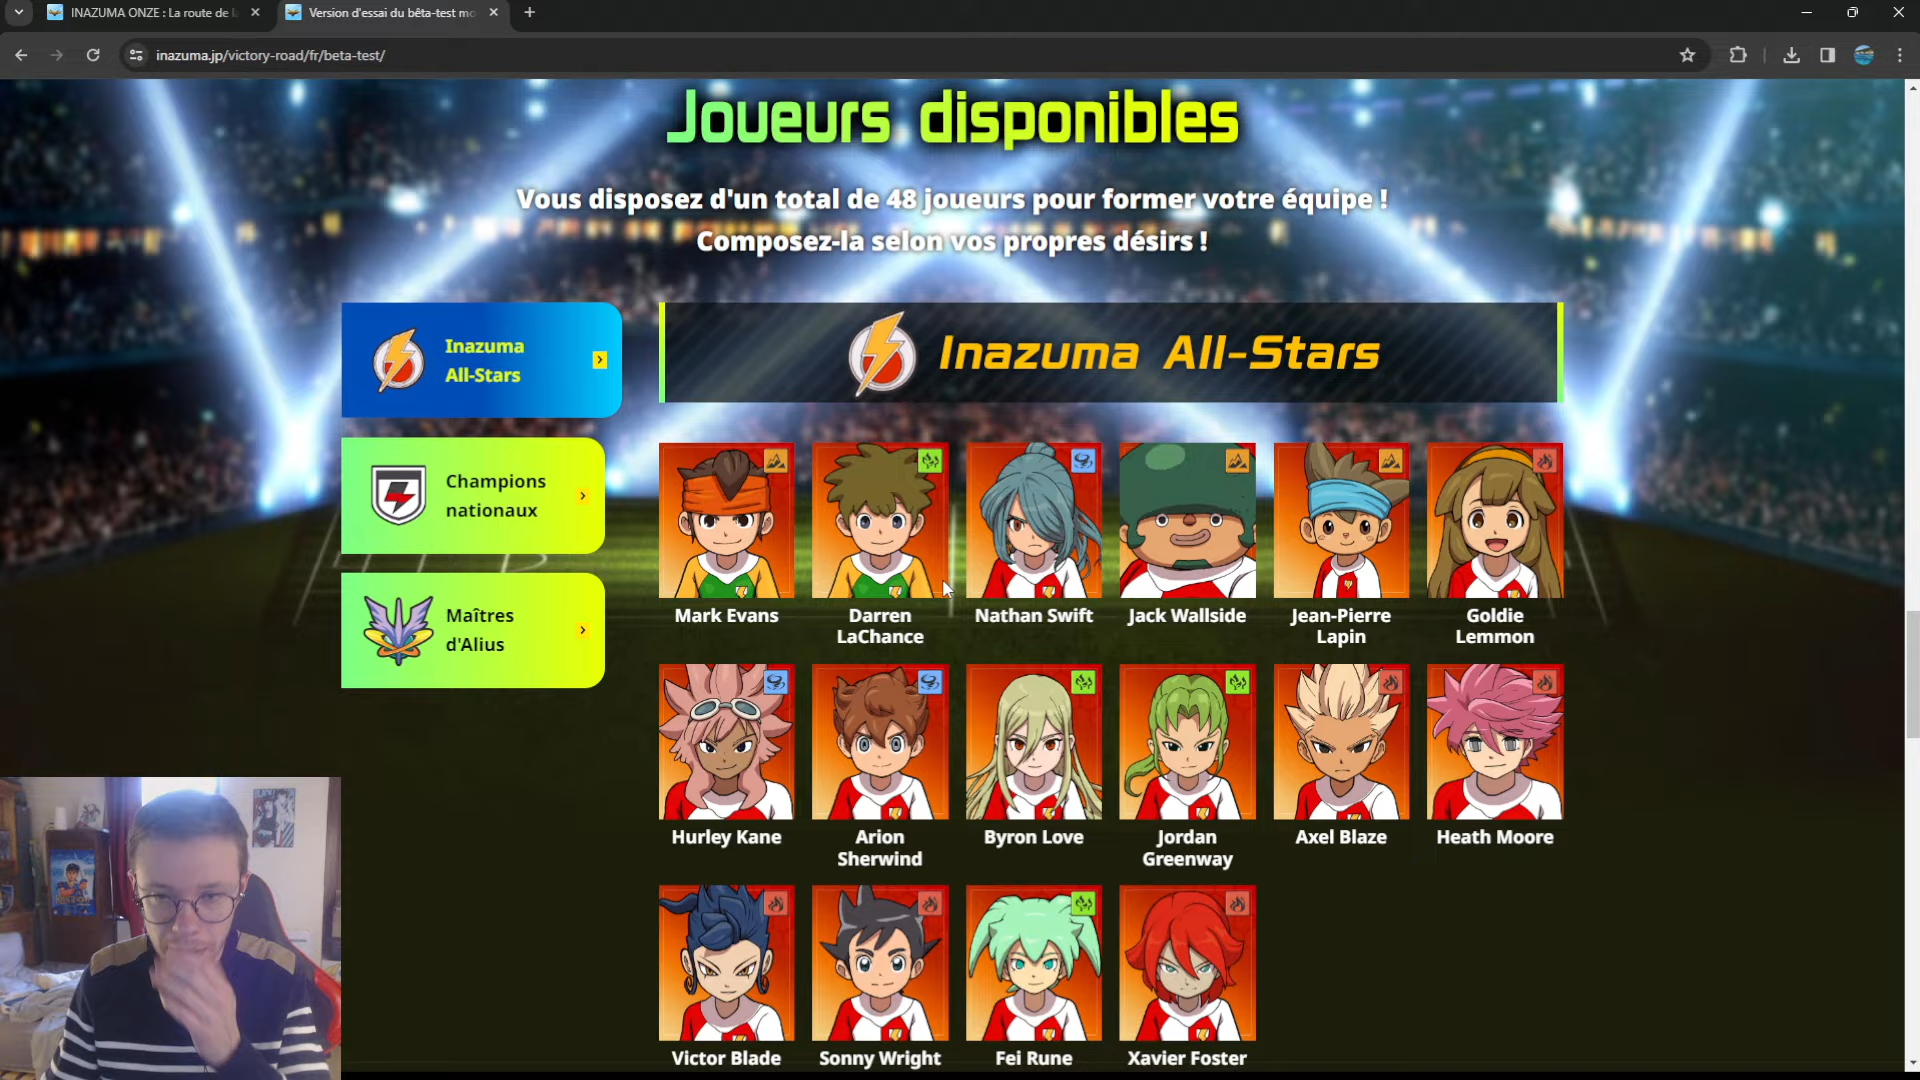 INAZUMA ONZE : La route de la
Version d'essai du bêta-test mo
inazuma.jp/victory-road/fr/beta-test/
Joueurs disponibles
Vous disposez d'un total de 48 joueurs pour former votre équipe !
Composez-la selon vos propres désirs !
Inazuma
All-Stars
Champions
nationaux
Maîtres
d'Alius
Inazuma All-Stars
Mark Evans
Darren
LaChance
Nathan Swift
Jack Wallside
Jean-Pierre
Lapin
Goldie
Lemmon
Hurley Kane
Arion
Sherwind
Byron Love
Jordan
Greenway
Axel Blaze
Heath Moore
Victor Blade
Sonny Wright
Fei Rune
Xavier Foster